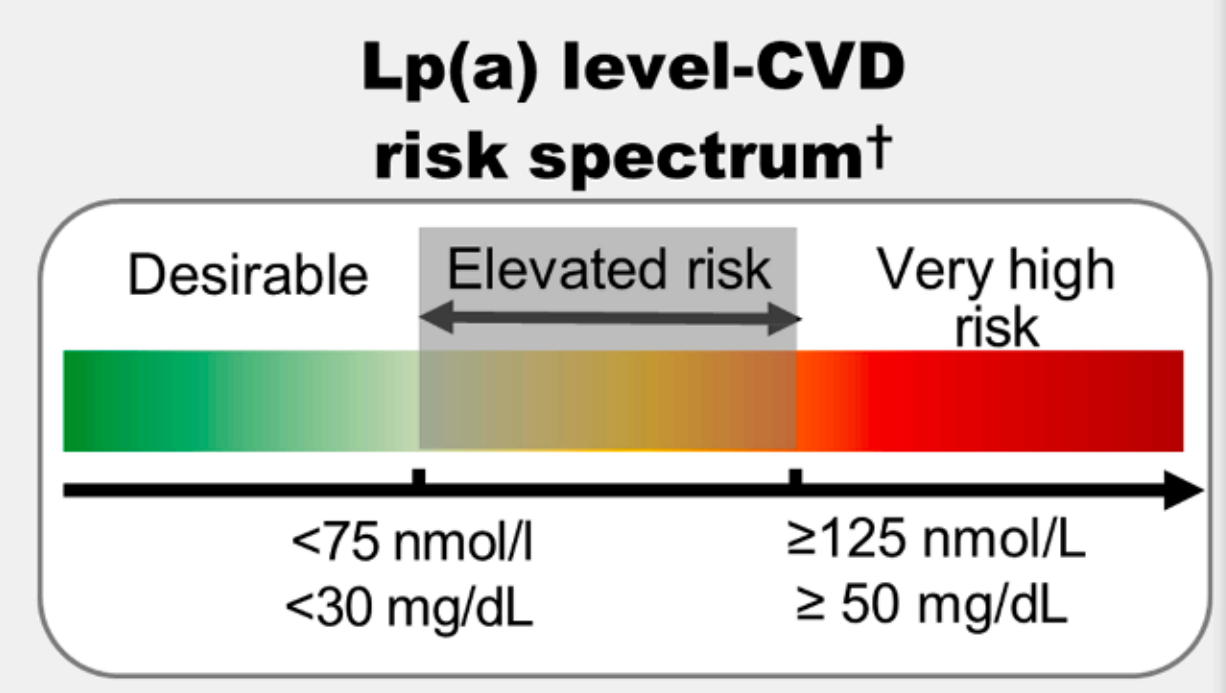 Lp(a) level-CVD
risk spectrum†
Desirable
Elevated risk
Very high
risk
<75 nmol/l
<30 mg/dL
≥125 nmol/L
≥ 50 mg/dL